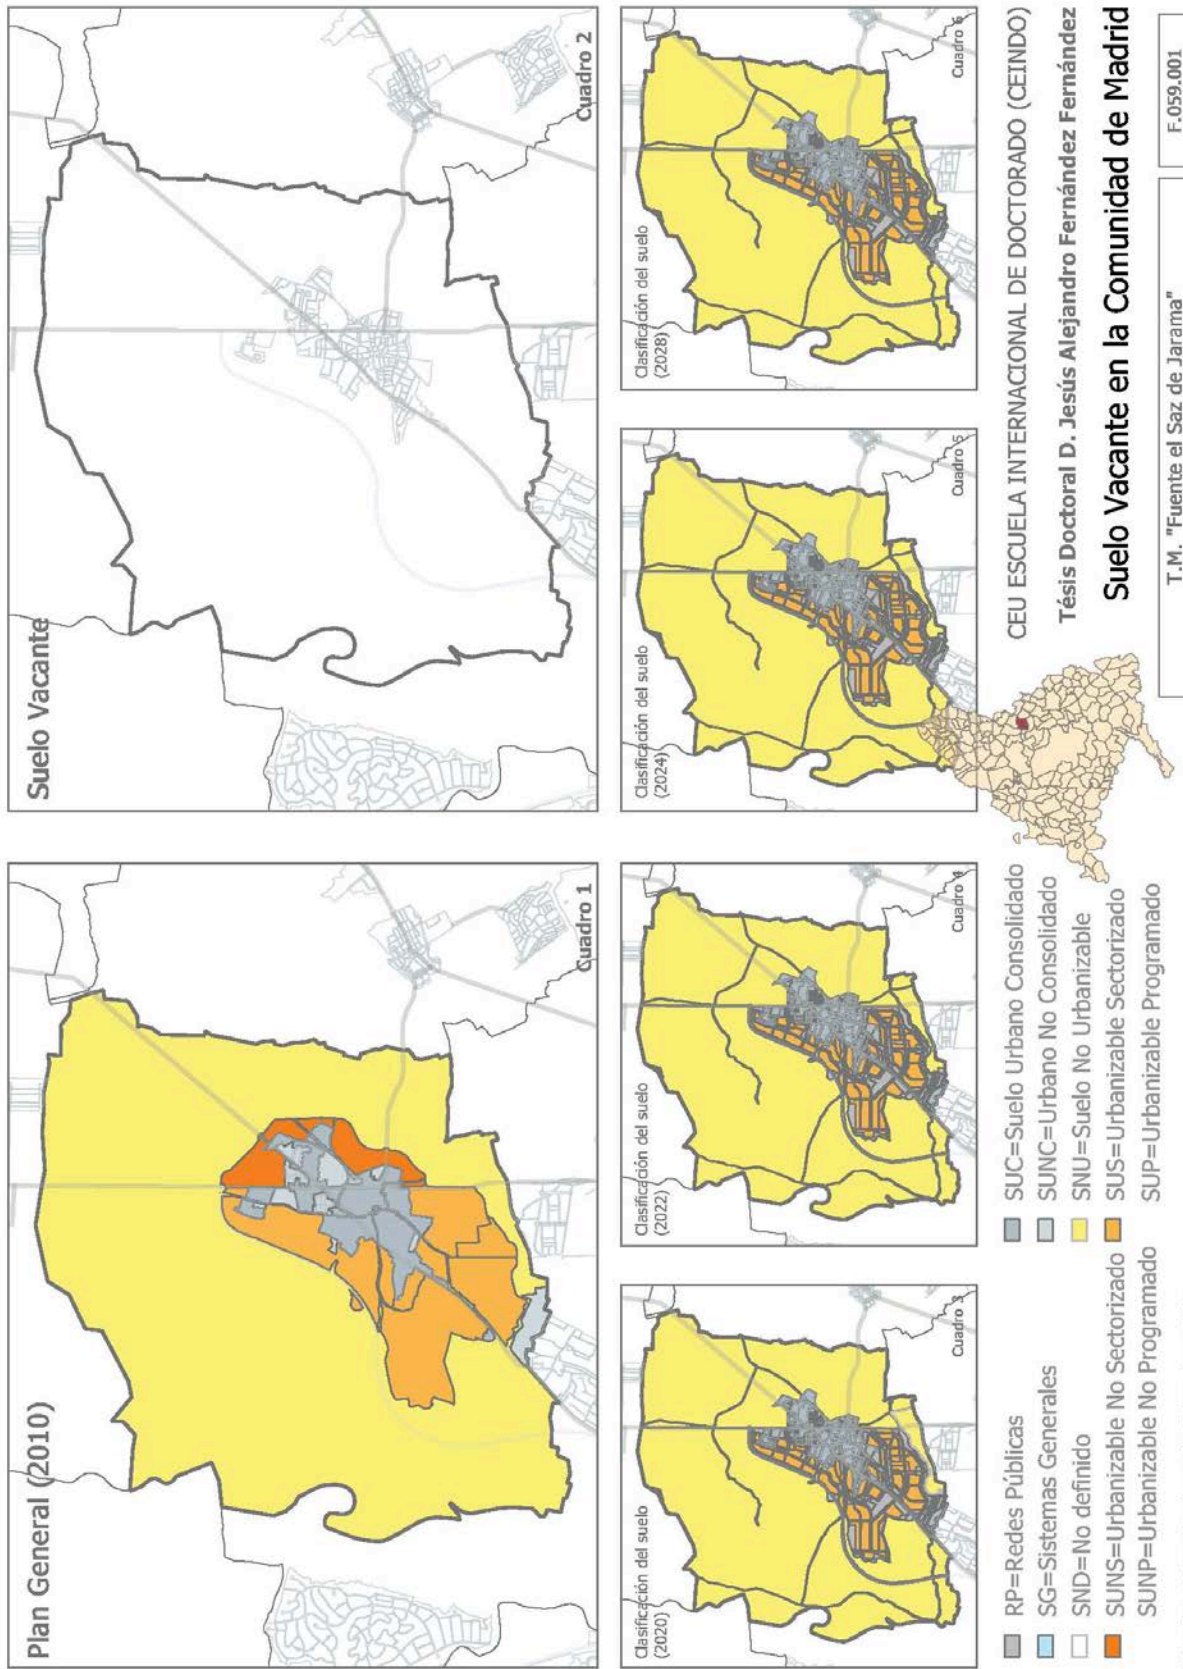 Plan General (2010)
Cuadro 1
Suelo Vacante
Cuadro 2
Clasificación del suelo
(2020)
Cuadro 3
Clasificación del suelo
(2022)
Cuadro 4
Clasificación del suelo
(2024)
Cuadro 5
Clasificación del suelo
(2028)
Cuadro 6
RP=Redes Públicas
SG=Sistemas Generales
SND=No definido
SUNS=Urbanizable No Sectorizado
SUNP=Urbanizable No Programado
SUC=Suelo Urbano Consolidado
SUNC=Urbano No Consolidado
SNU=Suelo No Urbanizable
SUS=Urbanizable Sectorizado
SUP=Urbanizable Programado
CEU ESCUELA INTERNACIONAL DE DOCTORADO (CEINDO)
Tésis Doctoral D. Jesús Alejandro Fernández Fernández
Suelo Vacante en la Comunidad de Madrid
T.M. "Fuente el Saz de Jarama"
F.059.001